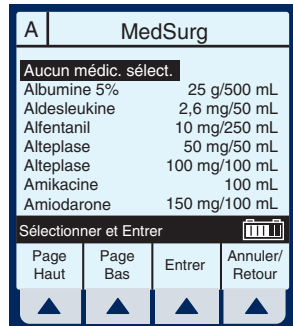 A MedSurg
Aucun médic. sélect.
Albumine 5% 25 g/500 mL
Aldesleukine 2,6 mg/50 mL
Alfentanil 10 mg/250 mL
Alteplase 50 mg/50 mL
Alteplase 100 mg/100 mL
Amikacine 100 mL
Amiodarone 150 mg/100 mL
Sélectionner et Entrer
Page Haut
Page Bas
Entrer
Annuler/
Retour